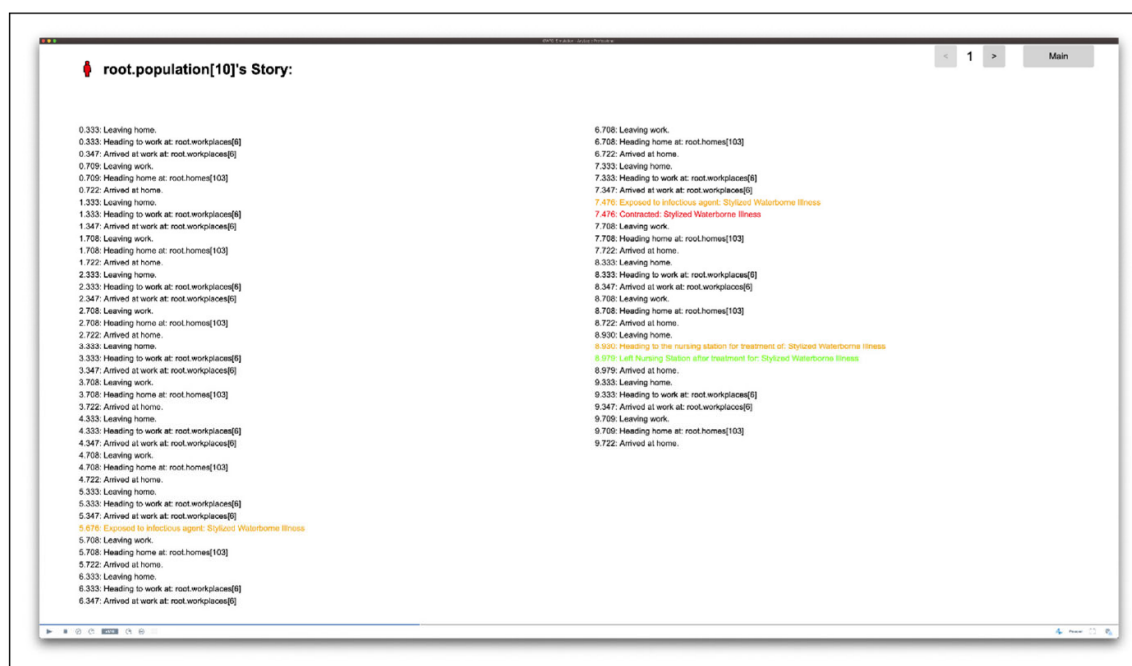 root.population[10]'s Story:
< 1 > Main
0.333: Leaving home.
0.333: Heading to work at: root.workplaces[6]
0.347: Arrived at work at: root.workplaces[6]
0.709: Leaving work.
0.709: Heading home at: root.homes[103]
0.722: Arrived at home.
1.333: Leaving home.
1.333: Heading to work at: root.workplaces[6]
1.347: Arrived at work at: root.workplaces[6]
1.708: Leaving work.
1.708: Heading home at: root.homes[103]
1.722: Arrived at home.
2.333: Leaving home.
2.333: Heading to work at: root.workplaces[6]
2.347: Arrived at work at: root.workplaces[6]
2.708: Leaving work.
2.708: Heading home at: root.homes[103]
2.722: Arrived at home.
3.333: Leaving home.
3.333: Heading to work at: root.workplaces[6]
3.347: Arrived at work at: root.workplaces[6]
3.708: Leaving work.
3.708: Heading home at: root.homes[103]
3.722: Arrived at home.
4.333: Leaving home.
4.333: Heading to work at: root.workplaces[6]
4.347: Arrived at work at: root.workplaces[6]
4.708: Leaving work.
4.708: Heading home at: root.homes[103]
4.722: Arrived at home.
5.333: Leaving home.
5.333: Heading to work at: root.workplaces[6]
5.347: Arrived at work at: root.workplaces[6]
5.676: Exposed to infectious agent: Stylized Waterborne Illness
5.708: Leaving work.
5.708: Heading home at: root.homes[103]
5.722: Arrived at home.
6.333: Leaving home.
6.333: Heading to work at: root.workplaces[6]
6.347: Arrived at work at: root.workplaces[6]
6.708: Leaving work.
6.708: Heading home at: root.homes[103]
6.722: Arrived at home.
7.333: Leaving home.
7.333: Heading to work at: root.workplaces[6]
7.347: Arrived at work at: root.workplaces[6]
7.476: Exposed to infectious agent: Stylized Waterborne Illness
7.476: Contracted: Stylized Waterborne Illness
7.708: Leaving work.
7.708: Heading home at: root.homes[103]
7.722: Arrived at home.
8.333: Leaving home.
8.333: Heading to work at: root.workplaces[6]
8.347: Arrived at work at: root.workplaces[6]
8.708: Leaving work.
8.708: Heading home at: root.homes[103]
8.722: Arrived at home.
8.930: Leaving home.
8.930: Heading to the nursing station for treatment of: Stylized Waterborne Illness
8.979: Left Nursing Station after treatment for: Stylized Waterborne Illness
8.979: Arrived at home.
9.333: Leaving home.
9.333: Heading to work at: root.workplaces[6]
9.347: Arrived at work at: root.workplaces[6]
9.709: Leaving work.
9.709: Heading home at: root.homes[103]
9.722: Arrived at home.